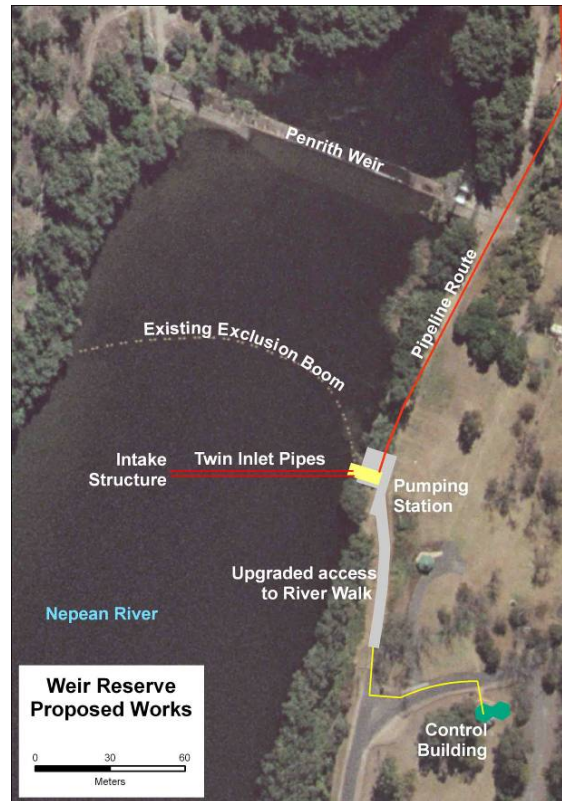 Penrith Weir
Pipeline Route
Existing Exclusion Boom
Intake
Structure
Twin Inlet Pipes
Pumping
Station
Upgraded access
to River Walk
Nepean River
Control
Building
Weir Reserve
Proposed Works
0 30 60
Meters